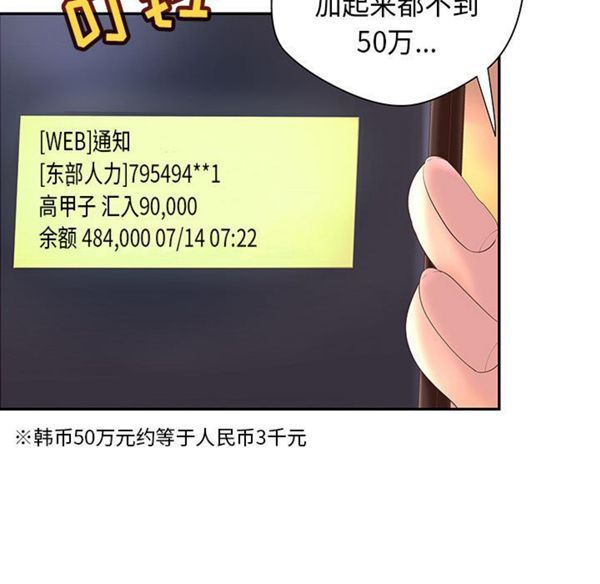 叮
加起来都不到
50万...
[WEB]通知
[东部人力]795494**1
高甲子 汇入90,000
余额 484,000 07/14 07:22
※韩币50万元约等于人民币3千元